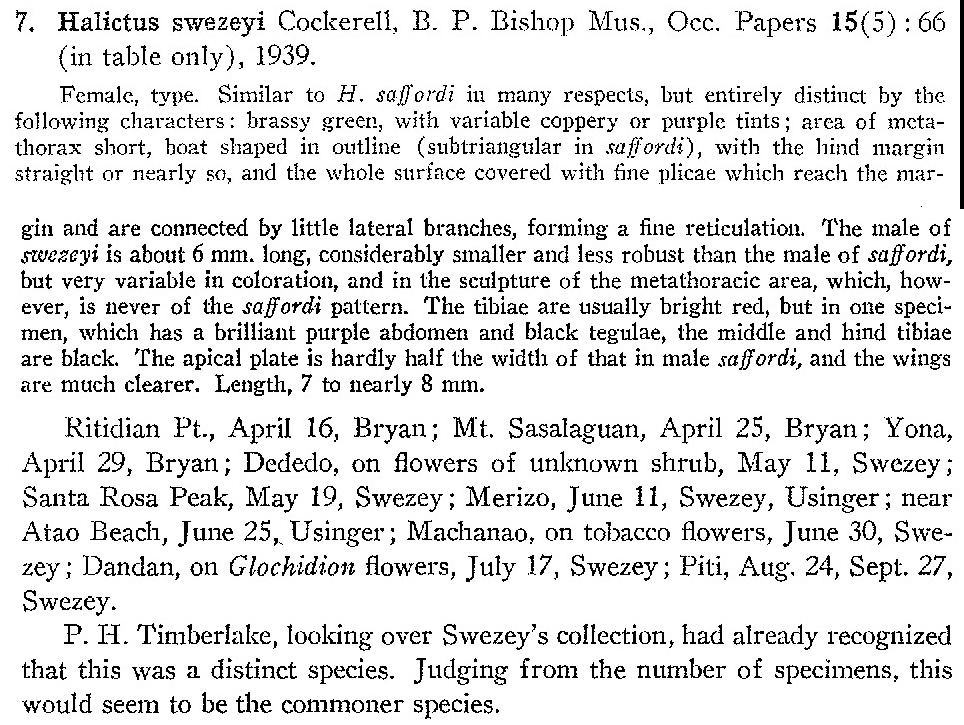 7. Halictus swezeyi Cockerell, B. P. Bishop Mus., Occ. Papers 15(5) : 66
(in table only), 1939.
Female, type. Similar to H. saffordi in many respects, but entirely distinct by the
following characters: brassy green, with variable coppery or purple tints; area of meta-
thorax short, boat shaped in outline (subtriangular in saffordi), with the hind margin
straight or nearly so, and the whole surface covered with fine plicae which reach the mar-
gin and are connected by little lateral branches, forming a fine reticulation. The male of
swezeyi is about 6 mm. long, considerably smaller and less robust than the male of saffordi,
but very variable in coloration, and in the sculpture of the metathoracic area, which, how-
ever, is never of the saffordi pattern. The tibiae are usually bright red, but in one speci-
men, which has a brilliant purple abdomen and black tegulae, the middle and hind tibiae
are black. The apical plate is hardly half the width of that in male saffordi, and the wings
are much clearer. Length, 7 to nearly 8 mm.
Ritidian Pt., April 16, Bryan; Mt. Sasalaguan, April 25, Bryan; Yona,
April 29, Bryan; Dededo, on flowers of unknown shrub, May 11, Swezey;
Santa Rosa Peak, May 19, Swezey; Merizo, June 11, Swezey, Usinger; near
Atao Beach, June 25, Usinger; Machanao, on tobacco flowers, June 30, Swe-
zey; Dandan, on Glochidion flowers, July 17, Swezey; Piti, Aug. 24, Sept. 27,
Swezey.
P. H. Timberlake, looking over Swezey's collection, had already recognized
that this was a distinct species. Judging from the number of specimens, this
would seem to be the commoner species.